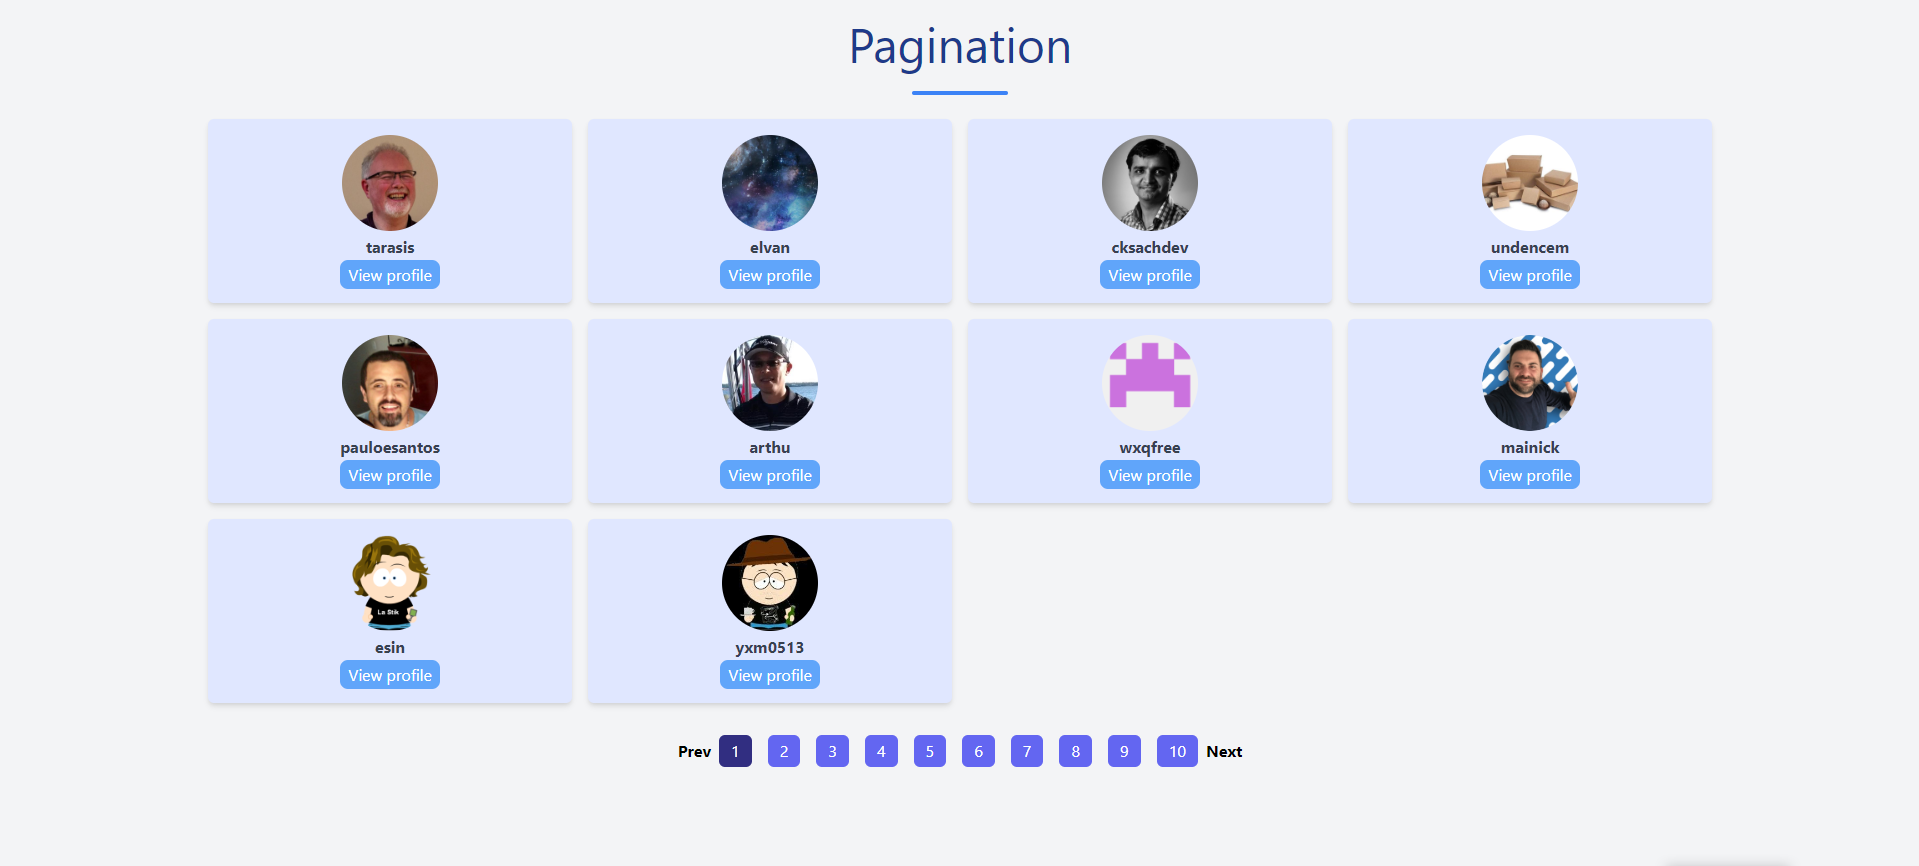 Pagination
tarasis
elvan
cksachdev
undencem
View profile
View profile
View profile
View profile
pauloesantos
arthu
wxqfree
mainick
View profile
View profile
View profile
View profile
La Stik
esin
yxm0513
View profile
View profile
Prev 1 2 3 4 5 6 7 8 9 10 Next